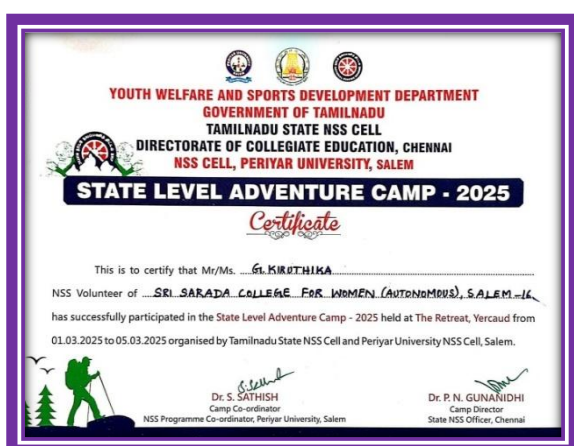 YOUTH WELFARE AND SPORTS DEVELOPMENT DEPARTMENT
GOVERNMENT OF TAMILNADU
TAMILNADU STATE NSS CELL
DIRECTORATE OF COLLEGIATE EDUCATION, CHENNAI
NSS CELL, PERIYAR UNIVERSITY, SALEM
STATE LEVEL ADVENTURE CAMP - 2025
Certificate
This is to certify that Mr/Ms. G. KIRUTHIKA
NSS Volunteer of SRI SARADA COLLEGE FOR WOMEN (AUTONOMOUS), SALEM-16
has successfully participated in the State Level Adventure Camp - 2025 held at The Retreat, Yercaud from
01.03.2025 to 05.03.2025 organised by Tamilnadu State NSS Cell and Periyar University NSS Cell, Salem.
Dr. S. SATHISH
Camp Co-ordinator
NSS Programme Co-ordinator, Periyar University, Salem
Dr. P. N. GUNANIDHI
Camp Director
State NSS Officer, Chennai